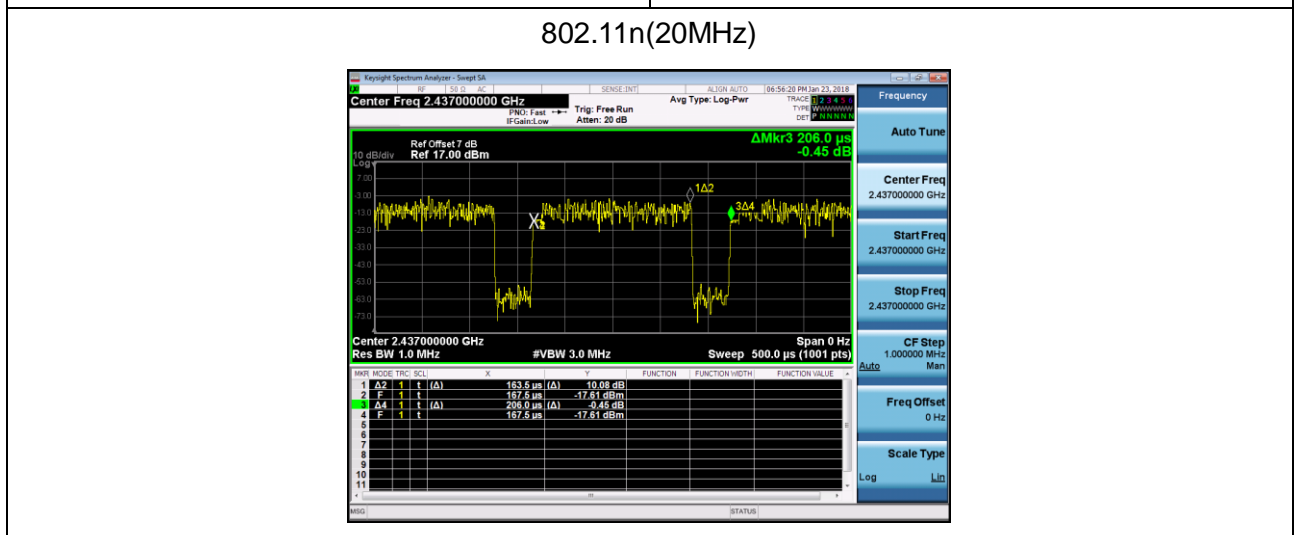 802.11n(20MHz)
Keysight Spectrum Analyzer - Swept SA
RF 50 Ω AC SENSE:INT ALIGN AUTO 06:56:20 PM Jan 23, 2018
Center Freq 2.437000000 GHz
PNO: Fast
IFGain:Low
Trig: Free Run
Atten: 20 dB
Avg Type: Log-Pwr
TRACE 1 2 3 4 5 6
TYPE WWWWWW
DET P NNNNN
ΔMkr3 206.0 µs
-0.45 dB
Ref Offset 7 dB
10 dB/div Ref 17.00 dBm
Log
7.00
-3.00
-13.0
-23.0
-33.0
-43.0
-53.0
-63.0
-73.0
1Δ2
3Δ4
Center 2.437000000 GHz Span 0 Hz
Res BW 1.0 MHz #VBW 3.0 MHz Sweep 500.0 µs (1001 pts)
MKR MODE TRC SCL X Y FUNCTION FUNCTION WIDTH FUNCTION VALUE
1 Δ2 1 t (Δ) 163.5 µs (Δ) 10.08 dB
2 F 1 t 167.5 µs -17.61 dBm
3 Δ4 1 t (Δ) 206.0 µs (Δ) -0.45 dB
4 F 1 t 167.5 µs -17.61 dBm
5
6
7
8
9
10
11
MSG STATUS
Frequency
Auto Tune
Center Freq
2.437000000 GHz
Start Freq
2.437000000 GHz
Stop Freq
2.437000000 GHz
CF Step
1.000000 MHz
Auto Man
Freq Offset
0 Hz
Scale Type
Log Lin